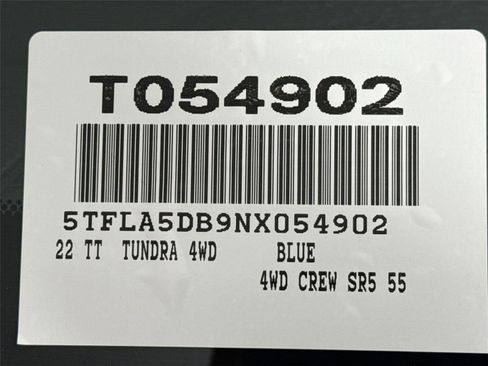 T054902
5TFLA5DB9NX054902
22 TT TUNDRA 4WD BLUE
4WD CREW SR5 55